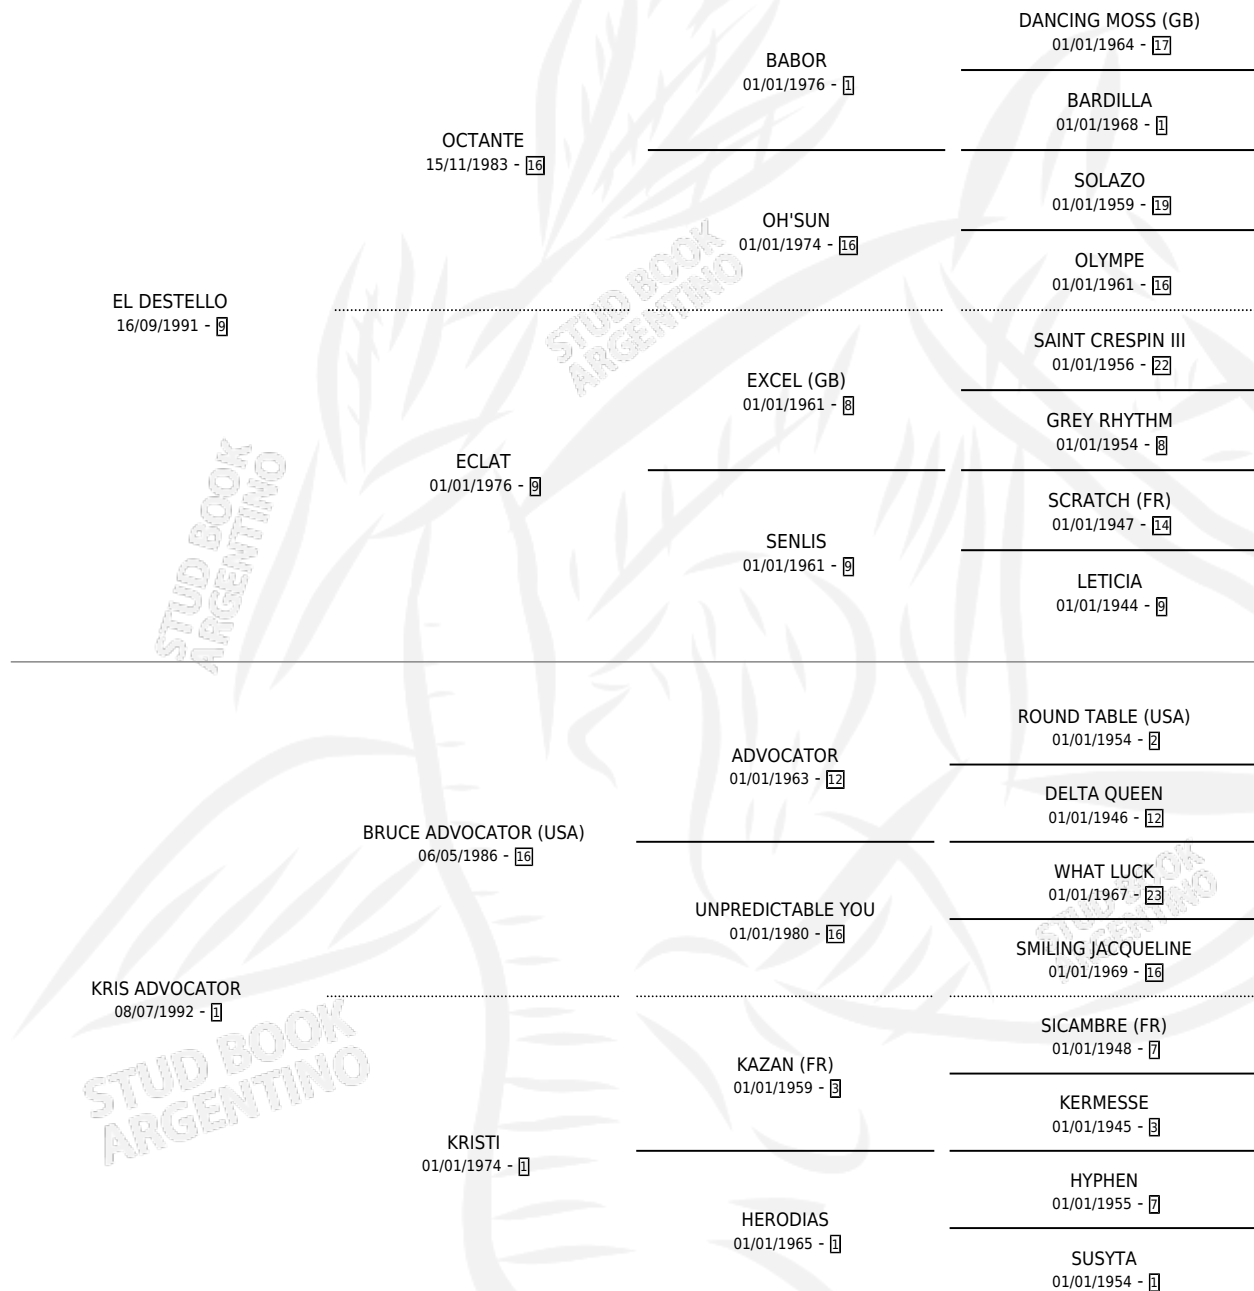 EL DESTELLO
16/09/1991 - 9
OCTANTE
15/11/1983 - 16
ECLAT
01/01/1976 - 9
BABOR
01/01/1976 - 1
OH'SUN
01/01/1974 - 16
EXCEL (GB)
01/01/1961 - 8
SENLIS
01/01/1961 - 9
DANCING MOSS (GB)
01/01/1964 - 17
BARDILLA
01/01/1968 - 1
SOLAZO
01/01/1959 - 19
OLYMPE
01/01/1961 - 16
SAINT CRESPIN III
01/01/1956 - 22
GREY RHYTHM
01/01/1954 - 8
SCRATCH (FR)
01/01/1947 - 14
LETICIA
01/01/1944 - 9
KRIS ADVOCATOR
08/07/1992 - 1
BRUCE ADVOCATOR (USA)
06/05/1986 - 16
KRISTI
01/01/1974 - 1
ADVOCATOR
01/01/1963 - 12
UNPREDICTABLE YOU
01/01/1980 - 16
KAZAN (FR)
01/01/1959 - 3
HERODIAS
01/01/1965 - 1
ROUND TABLE (USA)
01/01/1954 - 2
DELTA QUEEN
01/01/1946 - 12
WHAT LUCK
01/01/1967 - 23
SMILING JACQUELINE
01/01/1969 - 16
SICAMBRE (FR)
01/01/1948 - 7
KERMESSE
01/01/1945 - 3
HYPHEN
01/01/1955 - 7
SUSYTA
01/01/1954 - 1
STUD BOOK
ARGENTINO
STUD BOOK
ARGENTINO
STUD BOOK
ARGENTINO
STUD BOOK
ARGENTINO